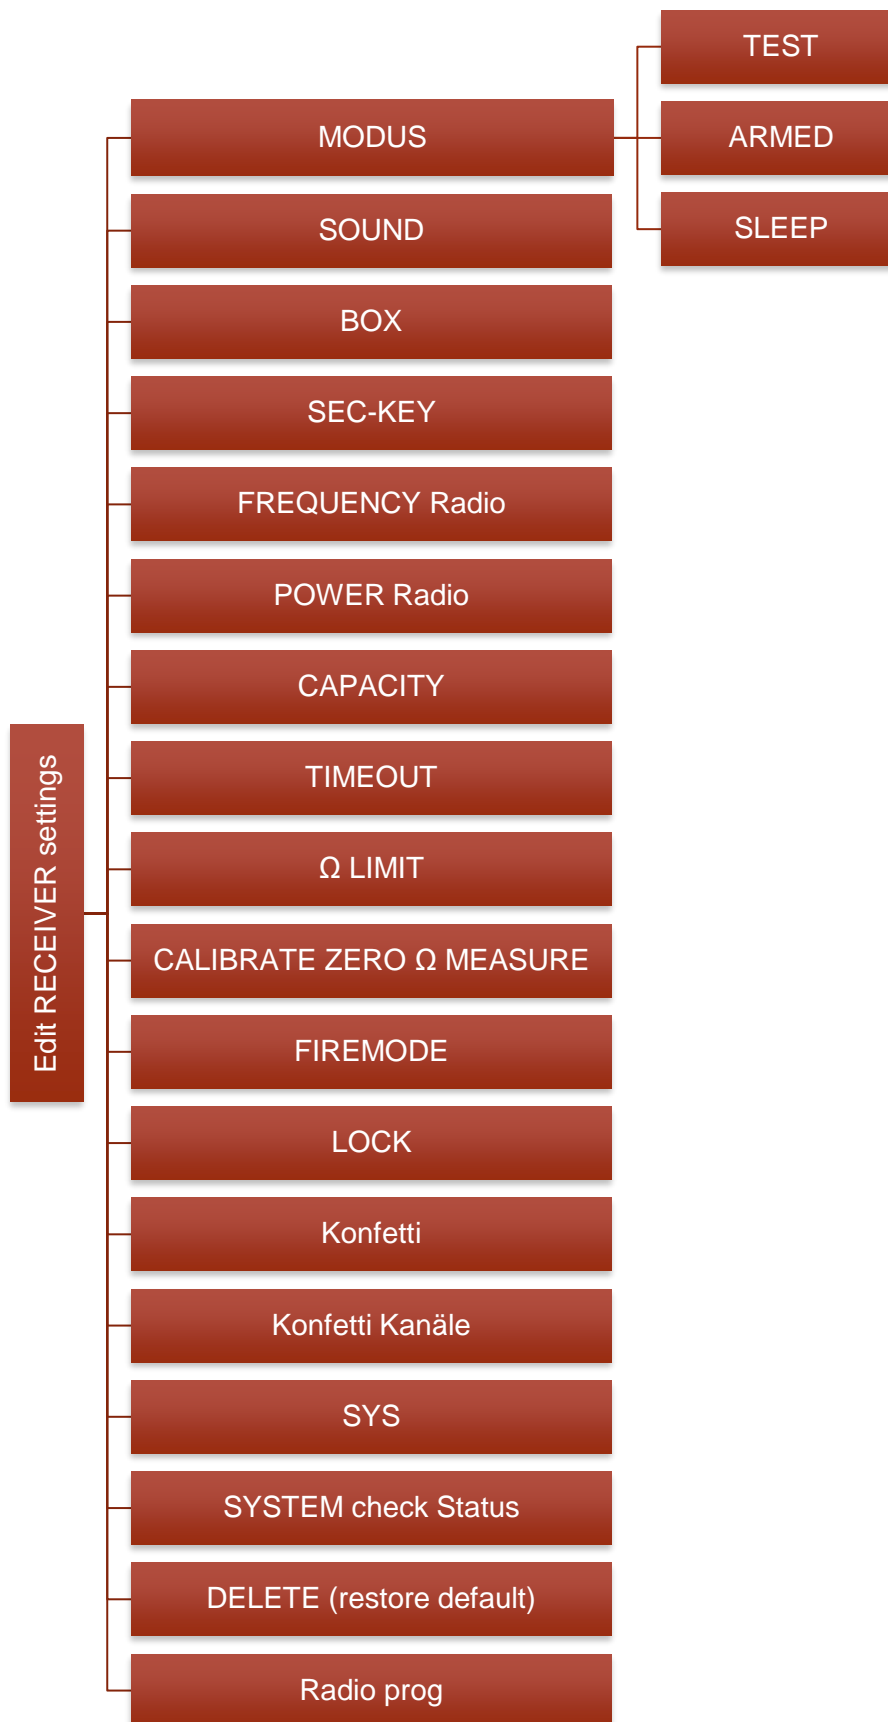 Edit RECEIVER settings
MODUS
TEST
ARMED
SLEEP
SOUND
BOX
SEC-KEY
FREQUENCY Radio
POWER Radio
CAPACITY
TIMEOUT
Ω LIMIT
CALIBRATE ZERO Ω MEASURE
FIREMODE
LOCK
Konfetti
Konfetti Kanäle
SYS
SYSTEM check Status
DELETE (restore default)
Radio prog